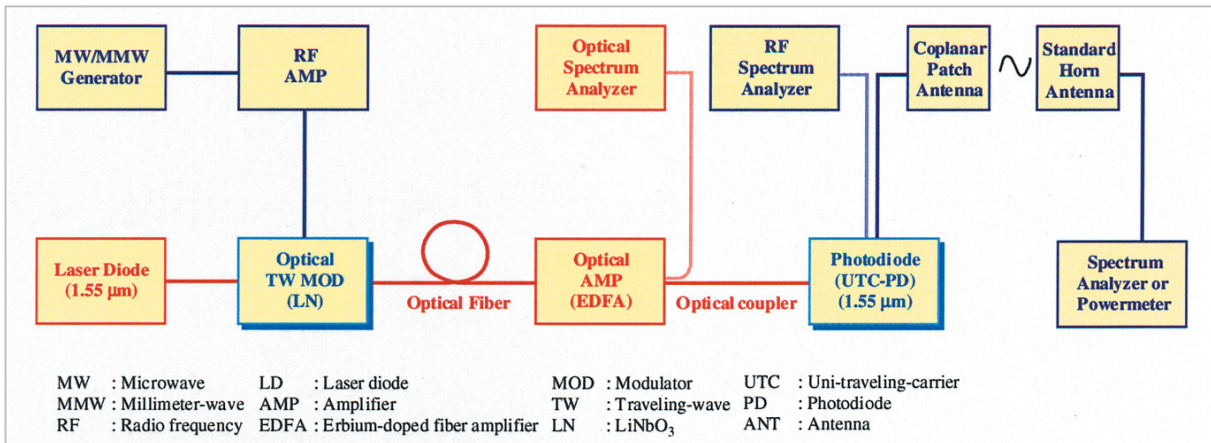 MW/MMW
Generator
RF
AMP
Optical
Spectrum
Analyzer
RF
Spectrum
Analyzer
Coplanar
Patch
Antenna
Standard
Horn
Antenna
Laser Diode
(1.55 μm)
Optical
TW MOD
(LN)
Optical Fiber
Optical
AMP
(EDFA)
Optical coupler
Photodiode
(UTC-PD)
(1.55 μm)
Spectrum
Analyzer or
Powermeter
MW : Microwave LD : Laser diode MOD : Modulator UTC : Uni-traveling-carrier
MMW : Millimeter-wave AMP : Amplifier TW : Traveling-wave PD : Photodiode
RF : Radio frequency EDFA : Erbium-doped fiber amplifier LN : LiNbO₃ ANT : Antenna